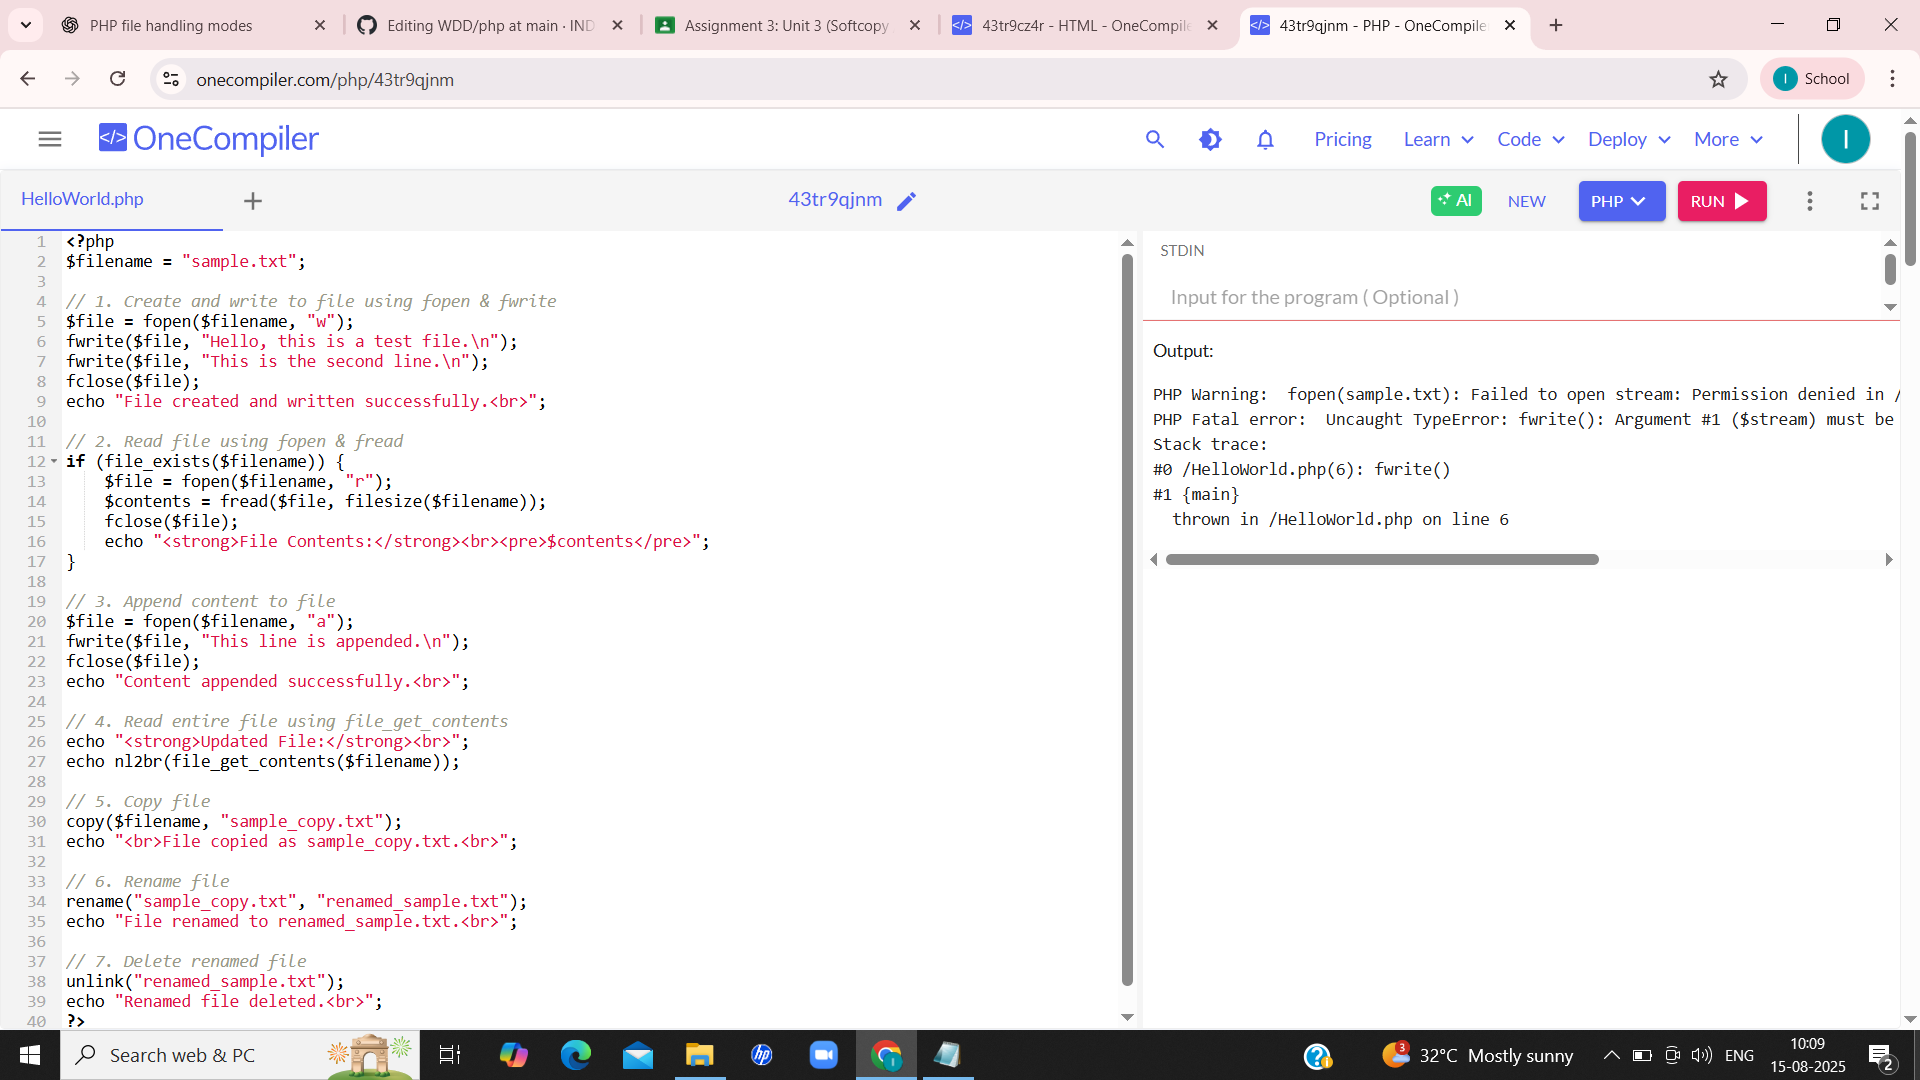 PHP file handling modes
Editing WDD/php at main · IND
Assignment 3: Unit 3 (Softcopy
43tr9cz4r - HTML - OneCompile
43tr9qjnm - PHP - OneCompile
onecompiler.com/php/43tr9qjnm
I School
</> OneCompiler
Pricing
Learn
Code
Deploy
More
I
HelloWorld.php
43tr9qjnm
AI
NEW
PHP
RUN
1 <?php
2 $filename = "sample.txt";
3
4 // 1. Create and write to file using fopen & fwrite
5 $file = fopen($filename, "w");
6 fwrite($file, "Hello, this is a test file.\n");
7 fwrite($file, "This is the second line.\n");
8 fclose($file);
9 echo "File created and written successfully.<br>";
10
11 // 2. Read file using fopen & fread
12 if (file_exists($filename)) {
13     $file = fopen($filename, "r");
14     $contents = fread($file, filesize($filename));
15     fclose($file);
16     echo "<strong>File Contents:</strong><br><pre>$contents</pre>";
17 }
18
19 // 3. Append content to file
20 $file = fopen($filename, "a");
21 fwrite($file, "This line is appended.\n");
22 fclose($file);
23 echo "Content appended successfully.<br>";
24
25 // 4. Read entire file using file_get_contents
26 echo "<strong>Updated File:</strong><br>";
27 echo nl2br(file_get_contents($filename));
28
29 // 5. Copy file
30 copy($filename, "sample_copy.txt");
31 echo "<br>File copied as sample_copy.txt.<br>";
32
33 // 6. Rename file
34 rename("sample_copy.txt", "renamed_sample.txt");
35 echo "File renamed to renamed_sample.txt.<br>";
36
37 // 7. Delete renamed file
38 unlink("renamed_sample.txt");
39 echo "Renamed file deleted.<br>";
40 ?>
STDIN
Input for the program ( Optional )
Output:
PHP Warning:  fopen(sample.txt): Failed to open stream: Permission denied in /
PHP Fatal error:  Uncaught TypeError: fwrite(): Argument #1 ($stream) must be
Stack trace:
#0 /HelloWorld.php(6): fwrite()
#1 {main}
  thrown in /HelloWorld.php on line 6
Search web & PC
hp
3
32°C Mostly sunny
ENG
10:09
15-08-2025
2